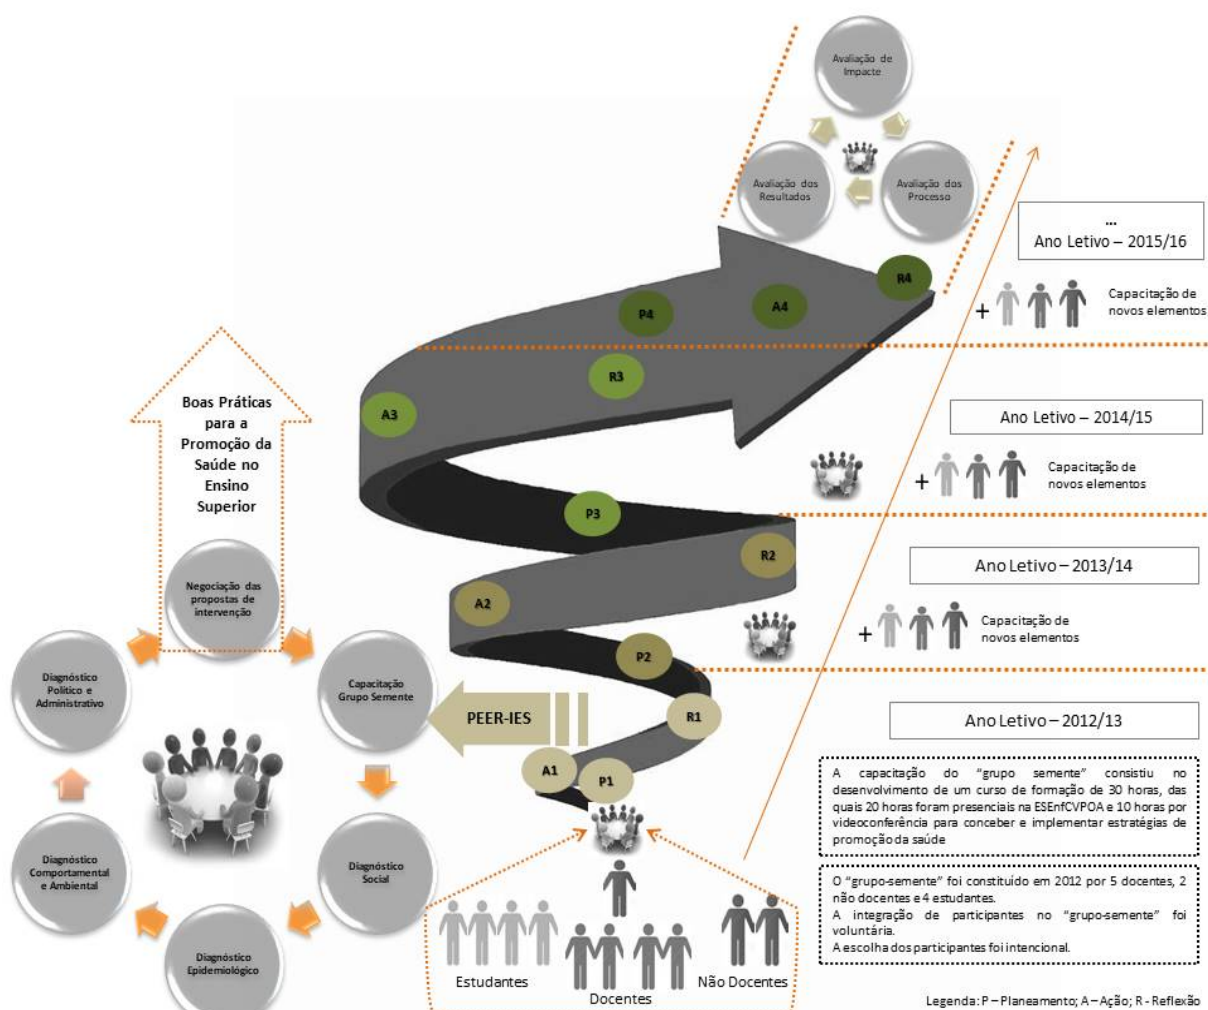 Avaliação de
Impacte
Avaliação dos
Resultados
Avaliação dos
Processo
...
Ano Letivo – 2015/16
+
Capacitação de
novos elementos
R4
A4
P4
R3
A3
Boas Práticas
para a
Promoção da
Saúde no
Ensino
Superior
Ano Letivo – 2014/15
+
Capacitação de
novos elementos
P3
R2
Ano Letivo – 2013/14
A2
+
Capacitação de
novos elementos
P2
Negociação das
propostas de
intervenção
Diagnóstico
Político e
Administrativo
Capacitação
Grupo Semente
PEER-IES
R1
Ano Letivo – 2012/13
A1
P1
A capacitação do “grupo semente” consistiu no
desenvolvimento de um curso de formação de 30 horas, das
quais 20 horas foram presenciais na ESEnfCVPOA e 10 horas por
videoconferência para conceber e implementar estratégias de
promoção da saúde
Diagnóstico
Comportamental
e Ambiental
Diagnóstico
Social
O “grupo-semente” foi constituído em 2012 por 5 docentes, 2
não docentes e 4 estudantes.
A integração de participantes no “grupo-semente” foi
voluntária.
A escolha dos participantes foi intencional.
Diagnóstico
Epidemiológico
Estudantes
Docentes
Não Docentes
Legenda: P – Planeamento; A – Ação; R - Reflexão